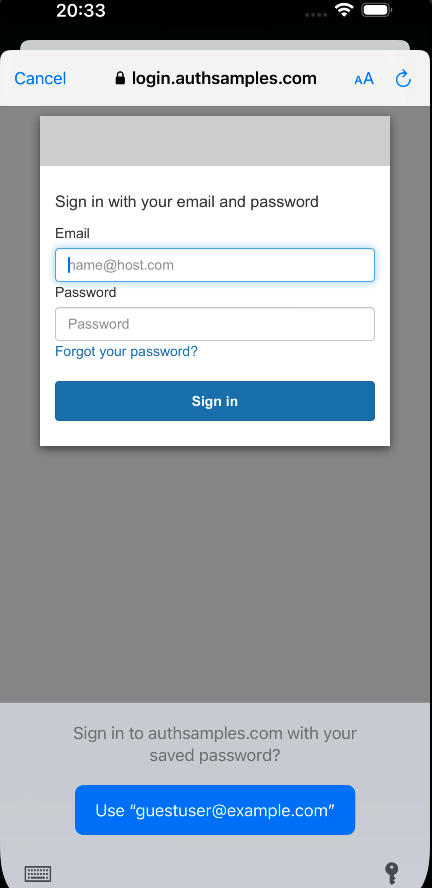 20:33
Cancel
login.authsamples.com
AA
Sign in with your email and password
Email
name@host.com
Password
Password
Forgot your password?
Sign in
Sign in to authsamples.com with your
saved password?
Use “guestuser@example.com”